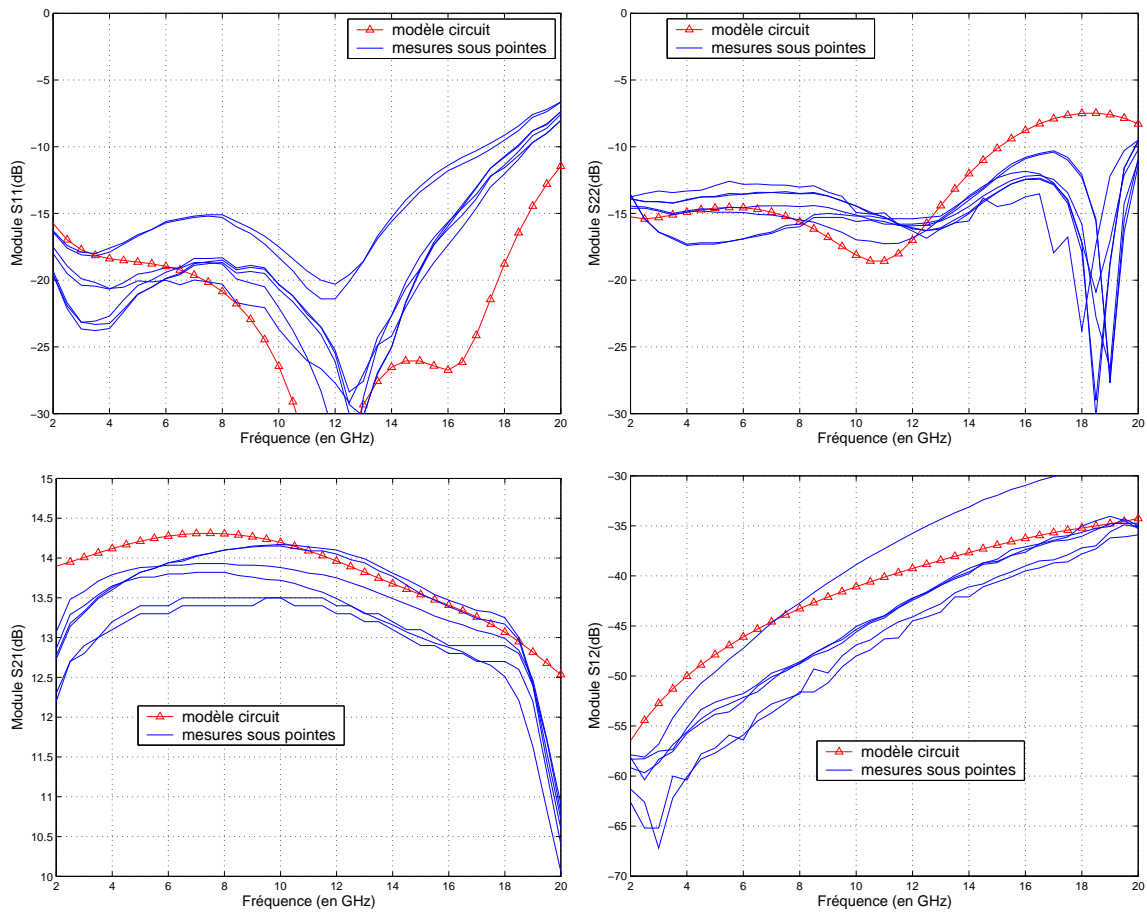 0
−5
−10
−15
−20
−25
−30
Module S11(dB)
2 4 6 8 10 12 14 16 18 20
Fréquence (en GHz)
modèle circuit
mesures sous pointes
0
−5
−10
−15
−20
−25
−30
Module S22(dB)
2 4 6 8 10 12 14 16 18 20
Fréquence (en GHz)
modèle circuit
mesures sous pointes
15
14.5
14
13.5
13
12.5
12
11.5
11
10.5
10
Module S21(dB)
2 4 6 8 10 12 14 16 18 20
Fréquence (en GHz)
modèle circuit
mesures sous pointes
−30
−35
−40
−45
−50
−55
−60
−65
−70
Module S12(dB)
2 4 6 8 10 12 14 16 18 20
Fréquence (en GHz)
modèle circuit
mesures sous pointes